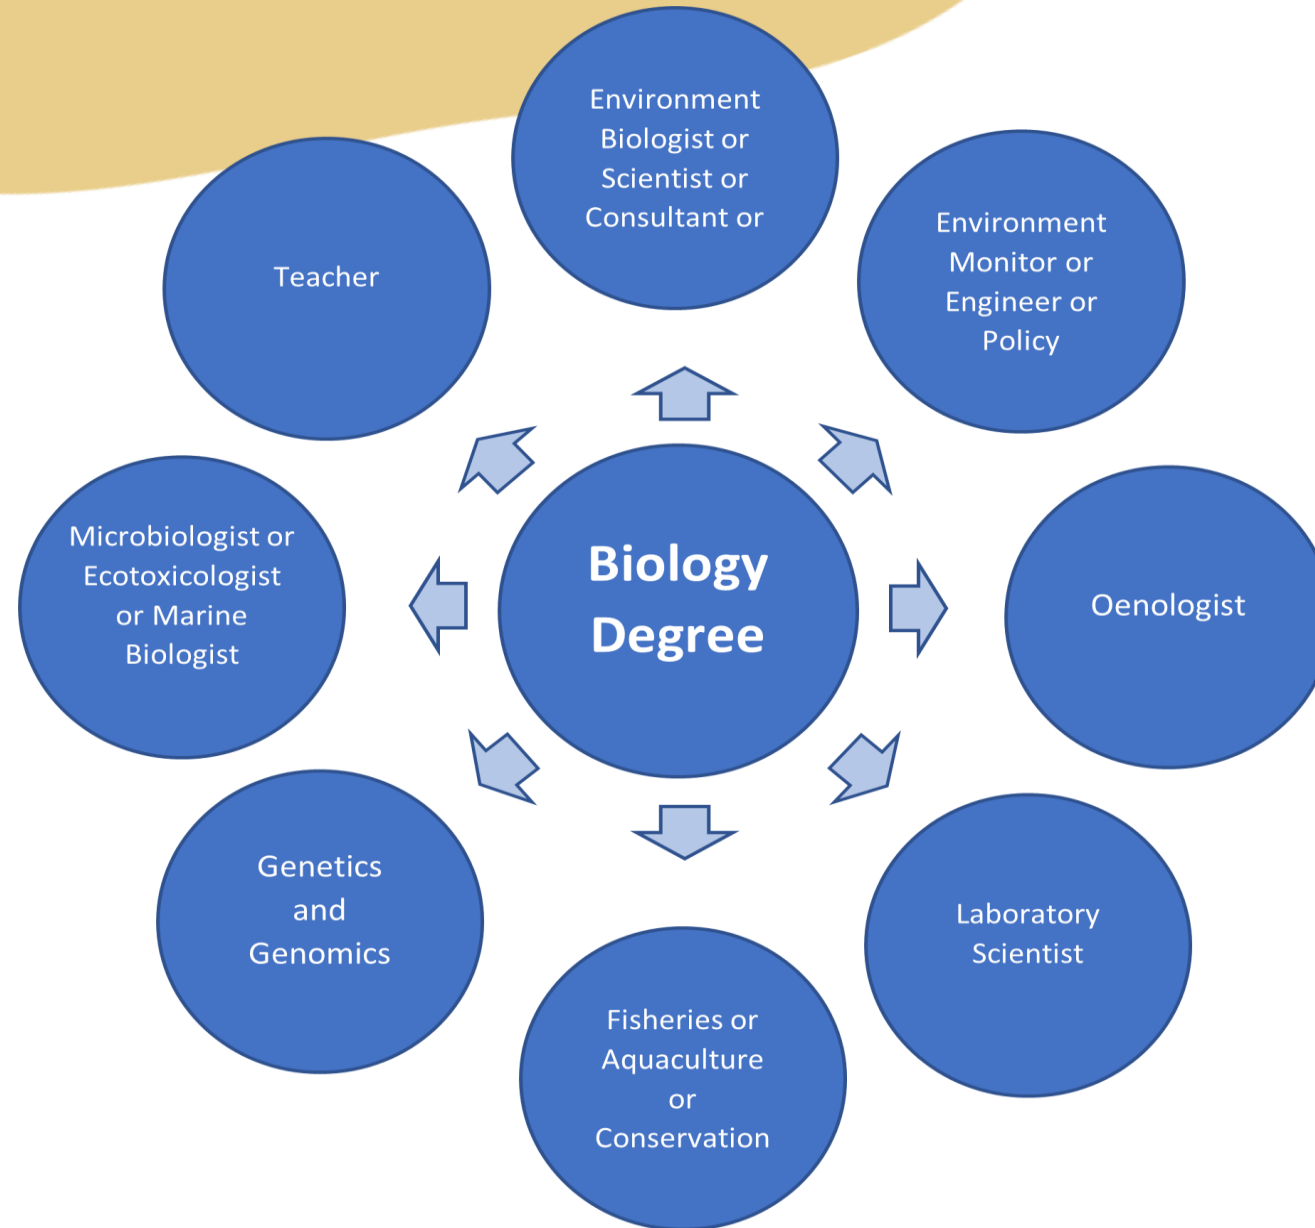 Environment
Biologist or
Scientist or
Consultant or
Environment
Monitor or
Engineer or
Policy
Teacher
Biology
Degree
Microbiologist or
Ecotoxicologist
or Marine
Biologist
Oenologist
Genetics
and
Genomics
Laboratory
Scientist
Fisheries or
Aquaculture
or
Conservation